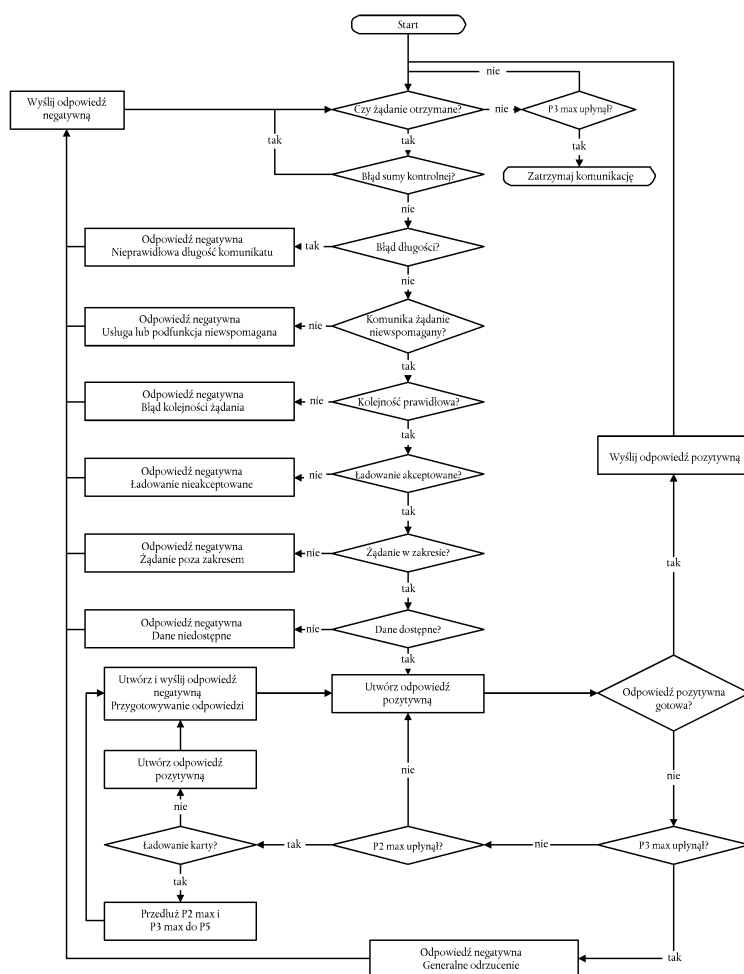 Start
nie
Wyślij odpowiedź
negatywną
Czy żądanie otrzymane?
nie
P3 max upłynął?
tak
tak
tak
Błąd sumy kontrolnej?
Zatrzymaj komunikację
nie
Odpowiedź negatywna
Nieprawidłowa długość komunikatu
tak
Błąd długości?
nie
Odpowiedź negatywna
Usługa lub podfunkcja niewspomagana
nie
Komunika żądanie
niewspomagany?
tak
Odpowiedź negatywna
Błąd kolejności żądania
nie
Kolejność prawidłowa?
tak
Wyślij odpowiedź pozytywną
Odpowiedź negatywna
Ładowanie nieakceptowane
nie
Ładowanie akceptowane?
tak
Odpowiedź negatywna
Żądanie poza zakresem
nie
Żądanie w zakresie?
tak
tak
Odpowiedź negatywna
Dane niedostępne
nie
Dane dostępne?
tak
Utwórz i wyślij odpowiedź
negatywną
Przygotowywanie odpowiedzi
Utwórz odpowiedź
pozytywną
Odpowiedź pozytywna
gotowa?
Utwórz odpowiedź
pozytywną
nie
nie
nie
Ładowanie karty?
tak
P2 max upłynął?
nie
P3 max upłynął?
tak
Przedłuż P2 max i
P3 max do P5
Odpowiedź negatywna
Generalne odrzucenie
tak